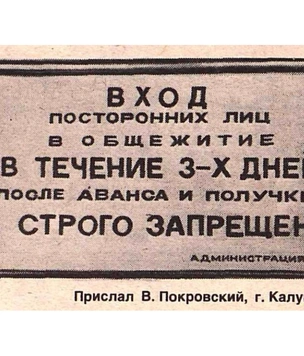 ВХОД
ПОСТОРОННИХ ЛИЦ
В ОБЩЕЖИТИЕ
В ТЕЧЕНИЕ 3-Х ДНЕ
ПОСЛЕ АВАНСА И ПОЛУЧК
СТРОГО ЗАПРЕЩЕН
АДМИНИСТРАЦИЯ
Прислал В. Покровский, г. Калу